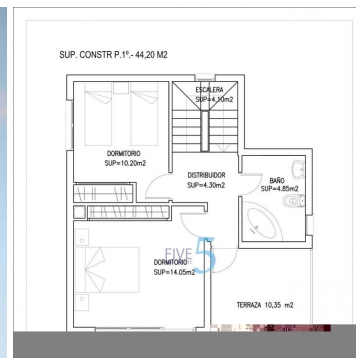 SUP. CONSTR P.1º.- 44,20 M2
ESCALERA
SUP=4.10m2
DORMITORIO
SUP=10.20m2
DISTRIBUIDOR
SUP=4.30m2
BAÑO
SUP=4.85m2
FIVE 5
DORMITORIO
SUP=14.05m2
TERRAZA 10,35 m2